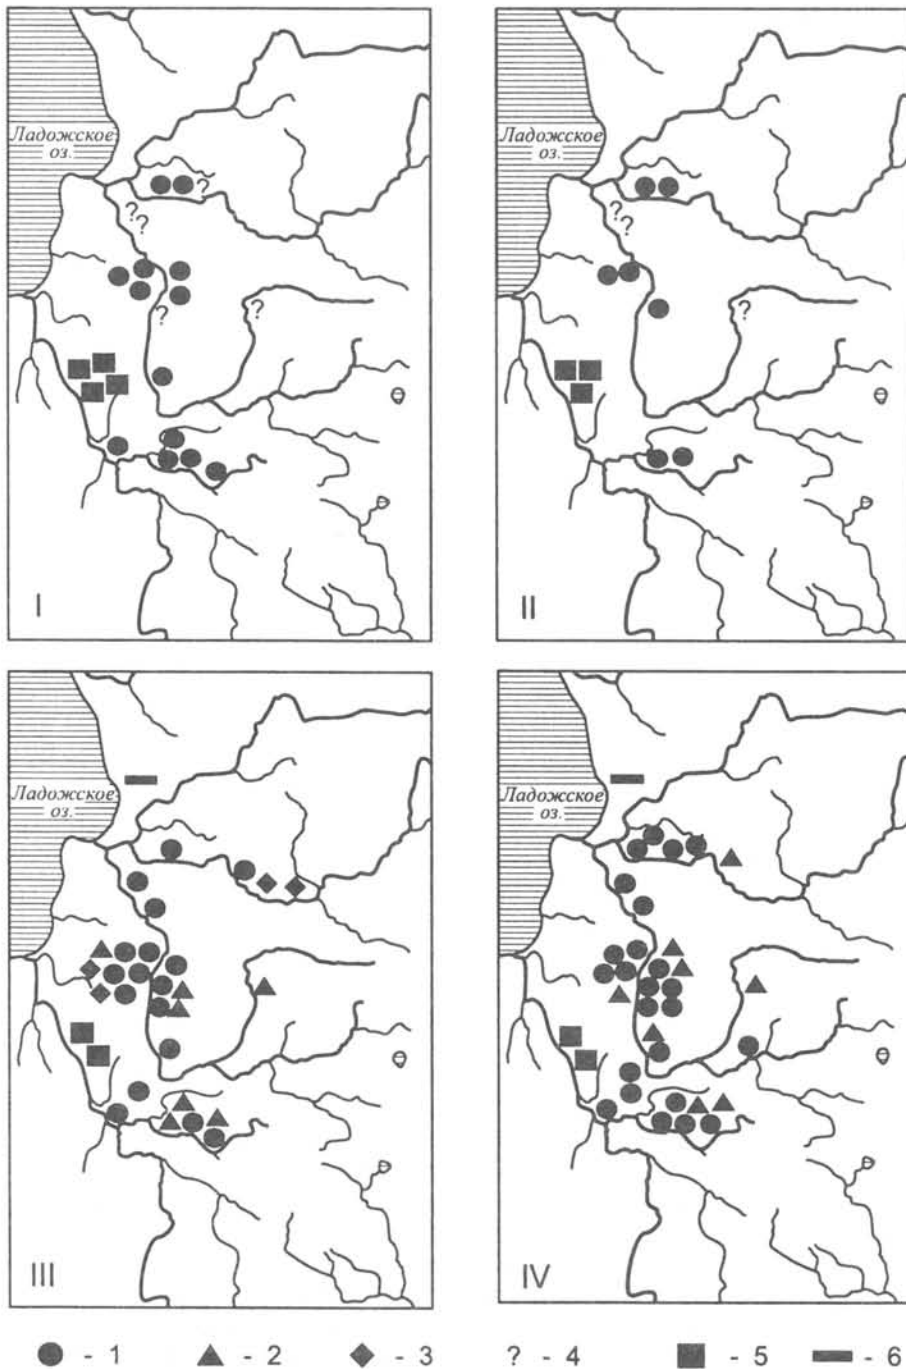 Ладожское
оз.
Ладожское
оз.
?
?
?
?
?
?
?
?
?
I
II
Ладожское
оз.
Ладожское
оз.
III
IV
- 1
- 2
- 3
? - 4
- 5
- 6